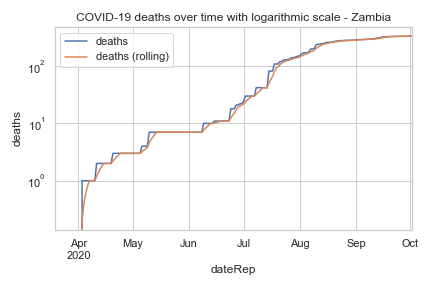 COVID-19 deaths over time with logarithmic scale - Zambia
deaths
deaths (rolling)
10²
10¹
10⁰
deaths
Apr May Jun Jul Aug Sep Oct
2020
dateRep